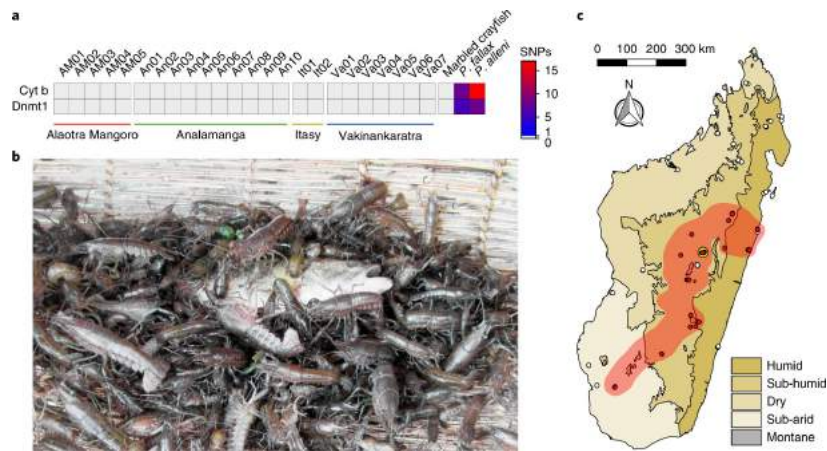 a
AM01 AM02 AM03 AM04 AM05 An01 An02 An03 An04 An05 An06 An07 An08 An09 An10 It01 It02 Va01 Va02 Va03 Va04 Va05 Va06 Va07 Marbled crayfish P. fallax P. alleni
SNPs
15
10
5
1
0
Cyt b
Dnmt1
Alaotra Mangoro Analamanga Itasy Vakinankaratra
b
c
0 100 200 300 km
N
Humid
Sub-humid
Dry
Sub-arid
Montane